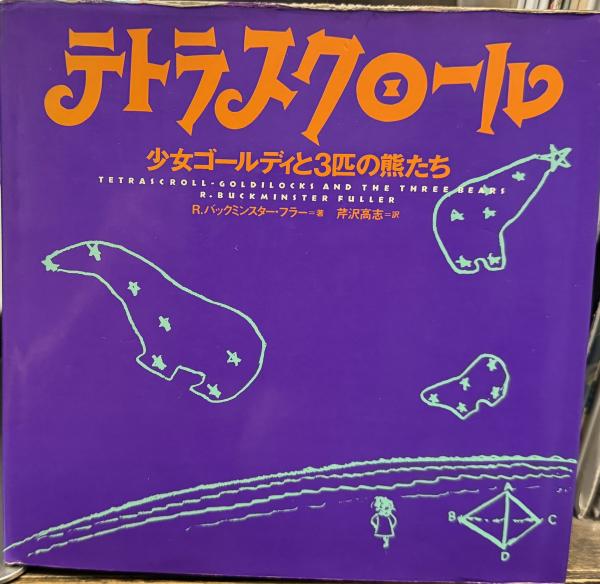 テトラスクロール
少女ゴールディと3匹の熊たち
TETRASCROLL-GOLDILOCKS AND THE THREE BEARS
R.BUCKMINSTER FULLER
R.バックミンスター・フラー=著 芹沢高志=訳
A
B C
D